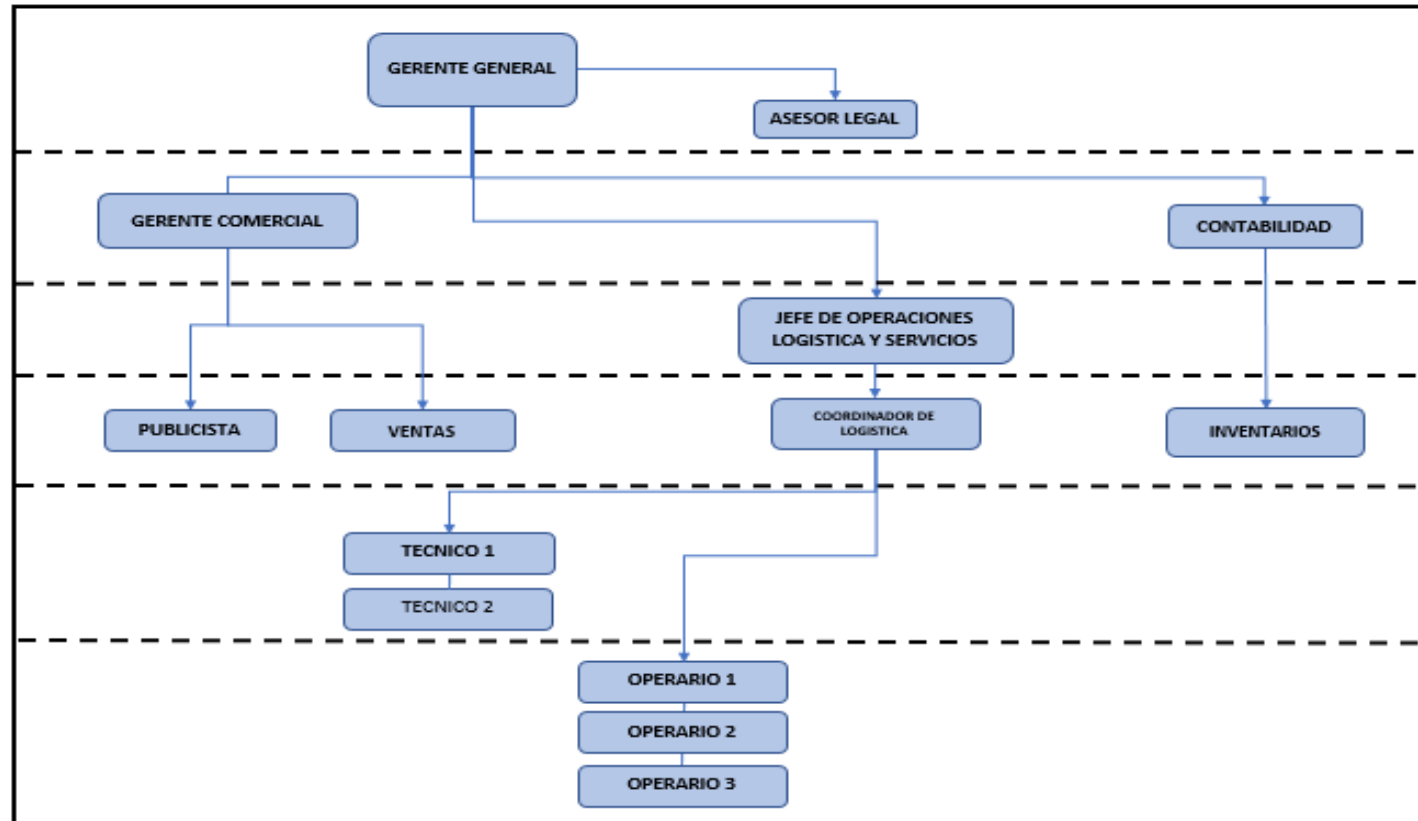 GERENTE GENERAL
ASESOR LEGAL
GERENTE COMERCIAL
CONTABILIDAD
JEFE DE OPERACIONES
LOGISTICA Y SERVICIOS
PUBLICISTA
VENTAS
COORDINADOR DE
LOGISTICA
INVENTARIOS
TECNICO 1
TECNICO 2
OPERARIO 1
OPERARIO 2
OPERARIO 3